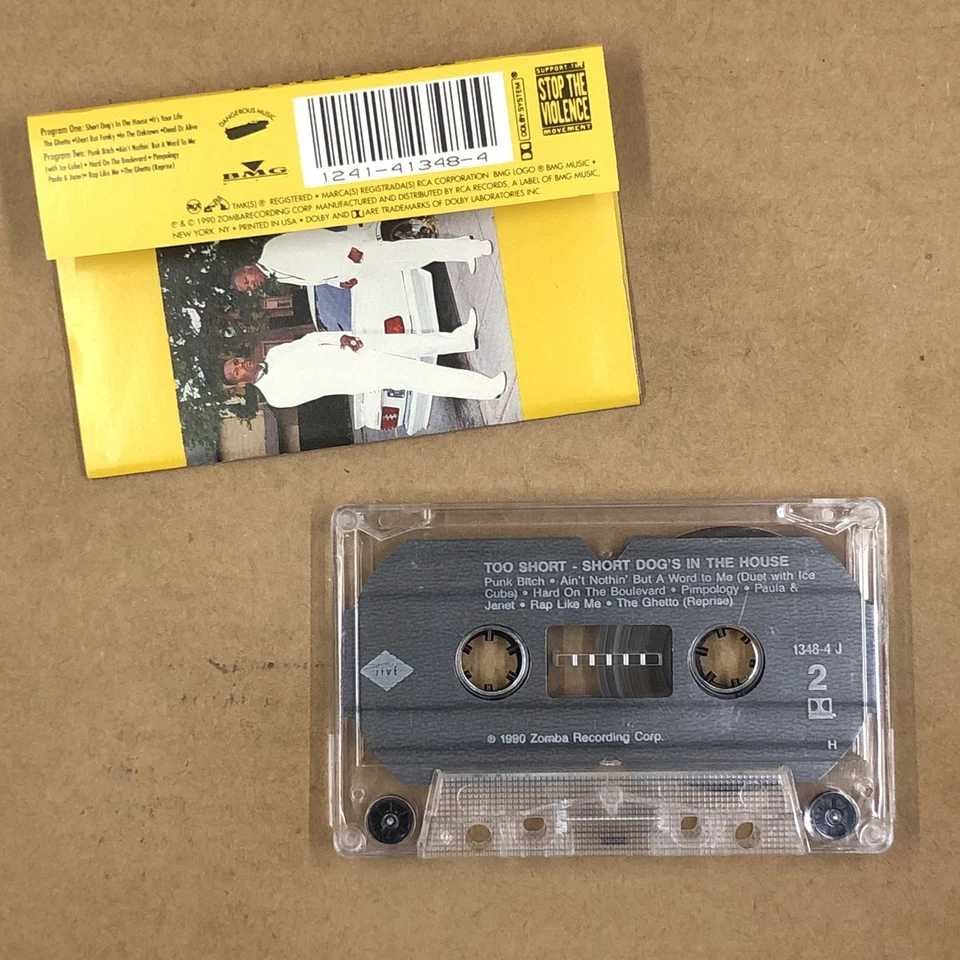 Program One: Short Dog's In The House • It's Your Life
The Ghetto • Short But Funky • In The Oaktown • Dead Or Alive
Program Two: Punk Bitch • Ain't Nothin' But A Word To Me
(with Ice Cube) • Hard On The Boulevard • Pimpology
Paula & Janet • Rap Like Me • The Ghetto (Reprise)
DANGEROUS MUSIC
BMG
1241-41348-4
DOLBY SYSTEM®
SUPPORT THE
STOP THE
VIOLENCE
MOVEMENT
TMK(S) ® REGISTERED • MARCA(S) REGISTRADA(S) RCA CORPORATION BMG LOGO ® BMG MUSIC •
℗ & © 1990 ZOMBA RECORDING CORP. MANUFACTURED AND DISTRIBUTED BY RCA RECORDS, A LABEL OF BMG MUSIC,
NEW YORK NY • PRINTED IN USA • DOLBY AND ARE TRADEMARKS OF DOLBY LABORATORIES INC
TOO SHORT - SHORT DOG'S IN THE HOUSE
Punk Bitch • Ain't Nothin' But A Word to Me (Duet with Ice
Cube) • Hard On The Boulevard • Pimpology • Paula &
Janet • Rap Like Me • The Ghetto (Reprise)
jive
1348-4 J
2
℗ 1990 Zomba Recording Corp.
H